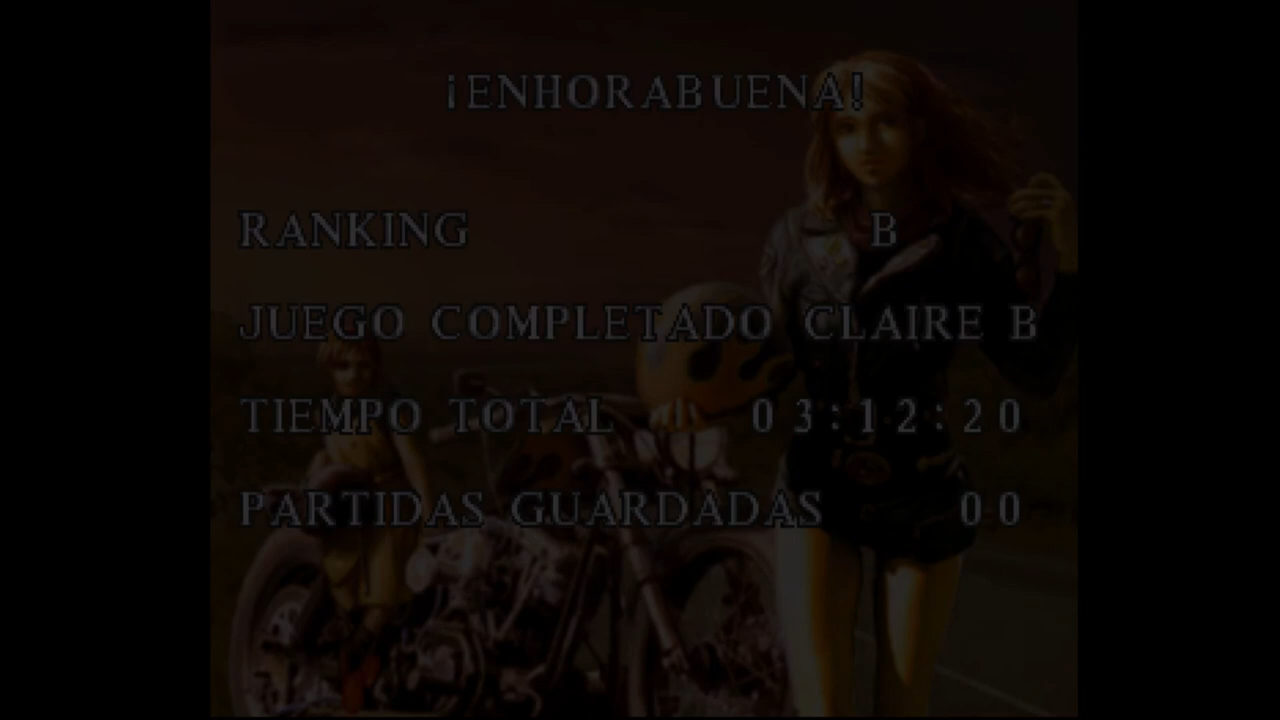 ¡ENHORABUENA!
RANKING B
JUEGO COMPLETADO CLAIRE B
TIEMPO TOTAL 03:12:20
PARTIDAS GUARDADAS 00